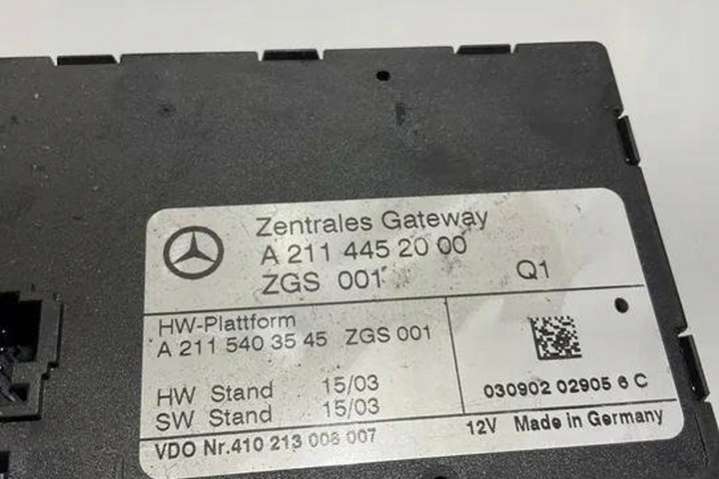 Zentrales Gateway
A 211 445 20 00
ZGS 001
Q1
HW-Plattform
A 211 540 35 45 ZGS 001
HW Stand 15/03
SW Stand 15/03
030902 02905 6 C
VDO Nr.410 213 006 007
12V Made in Germany